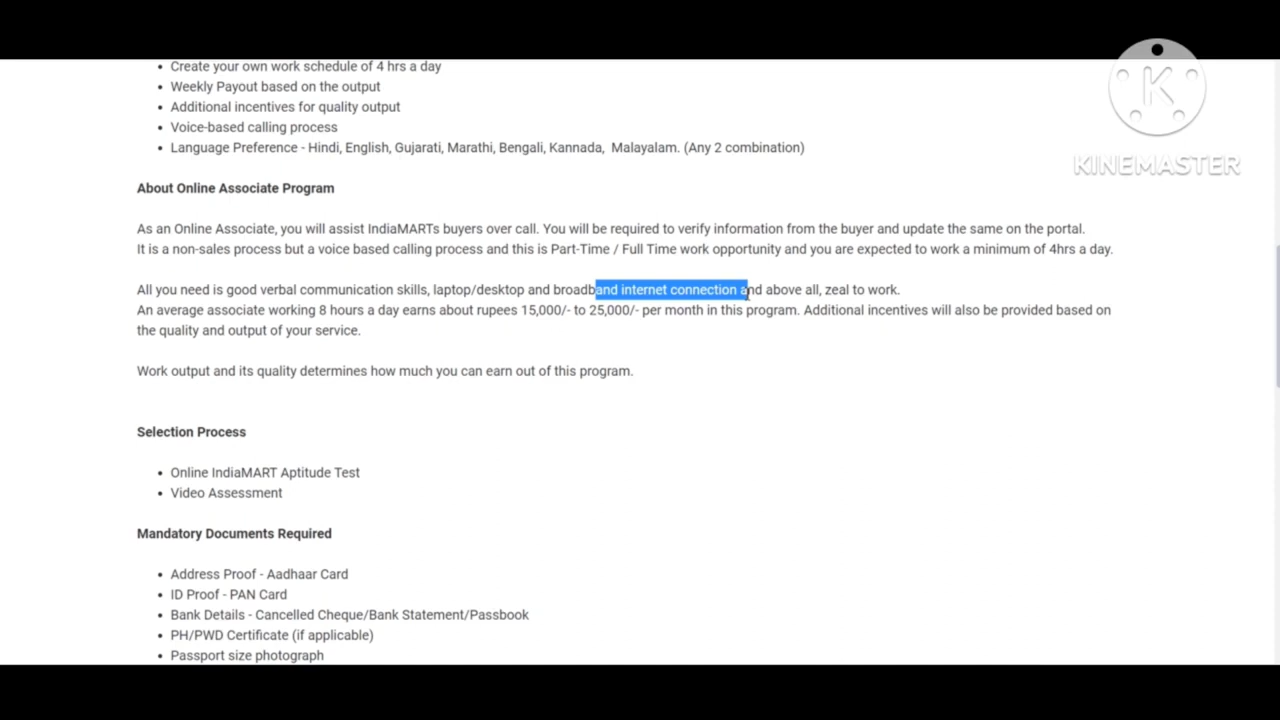 Create your own work schedule of 4 hrs a day
Weekly Payout based on the output
Additional incentives for quality output
Voice-based calling process
Language Preference - Hindi, English, Gujarati, Marathi, Bengali, Kannada, Malayalam. (Any 2 combination)
K
KINEMASTER
About Online Associate Program
As an Online Associate, you will assist IndiaMARTs buyers over call. You will be required to verify information from the buyer and update the same on the portal.
It is a non-sales process but a voice based calling process and this is Part-Time / Full Time work opportunity and you are expected to work a minimum of 4hrs a day.
All you need is good verbal communication skills, laptop/desktop and broadband internet connection and above all, zeal to work.
An average associate working 8 hours a day earns about rupees 15,000/- to 25,000/- per month in this program. Additional incentives will also be provided based on
the quality and output of your service.
Work output and its quality determines how much you can earn out of this program.
Selection Process
Online IndiaMART Aptitude Test
Video Assessment
Mandatory Documents Required
Address Proof - Aadhaar Card
ID Proof - PAN Card
Bank Details - Cancelled Cheque/Bank Statement/Passbook
PH/PWD Certificate (if applicable)
Passport size photograph